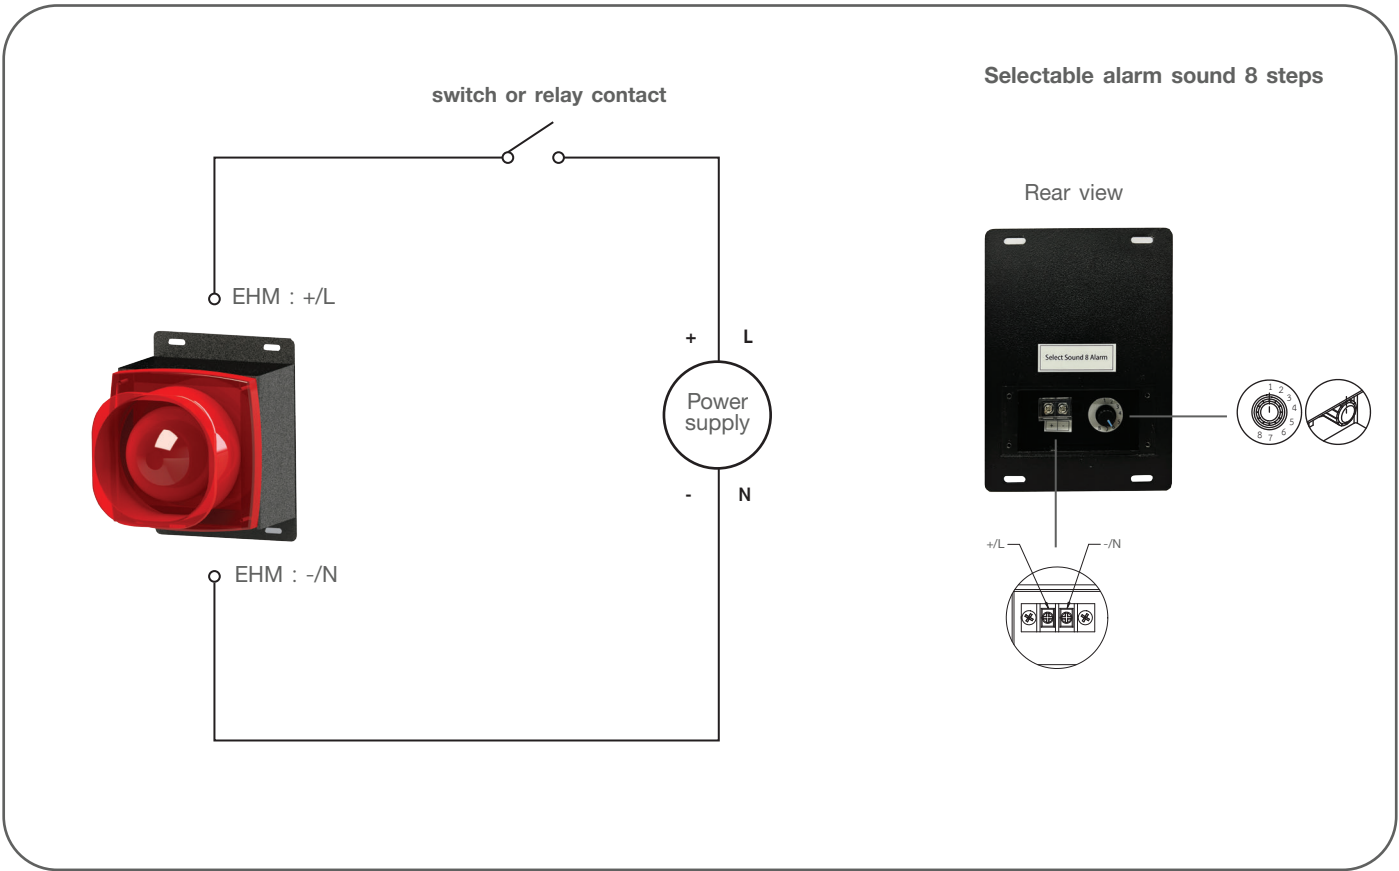 switch or relay contact
Selectable alarm sound 8 steps
Rear view
EHM : +/L
+ L
Power
supply
- N
EHM : -/N
Select Sound 8 Alarm
1
2
3
4
5
6
7
8
+/L
-/N